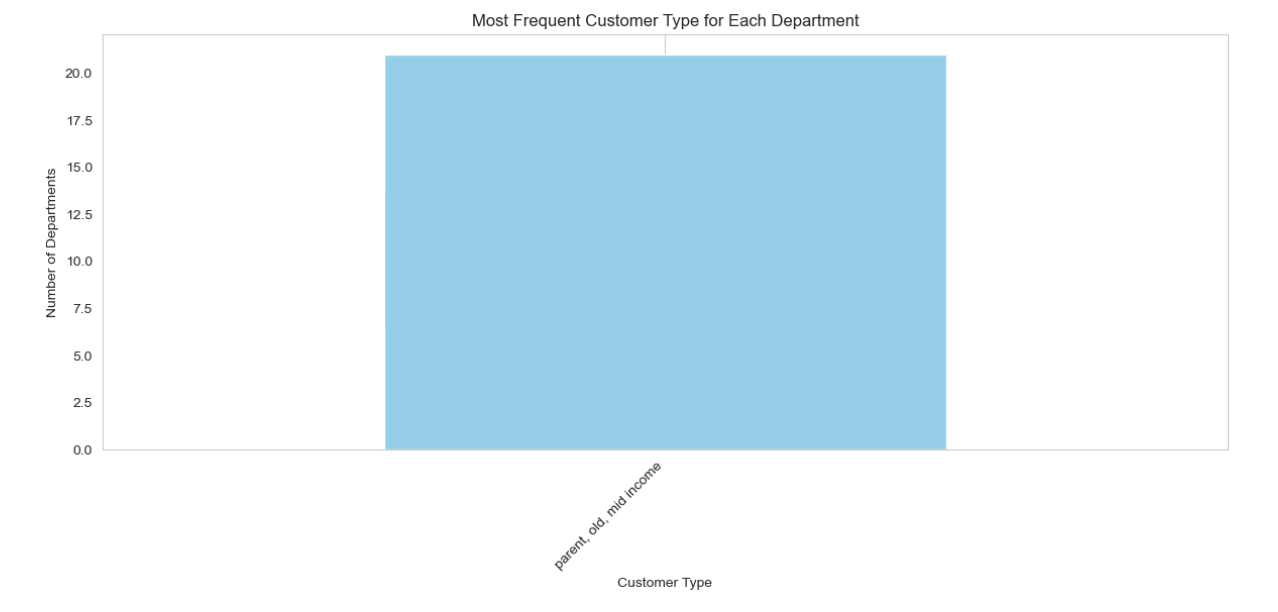 Most Frequent Customer Type for Each Department
Number of Departments
20.0
17.5
15.0
12.5
10.0
7.5
5.0
2.5
0.0
parent, old, mid income
Customer Type